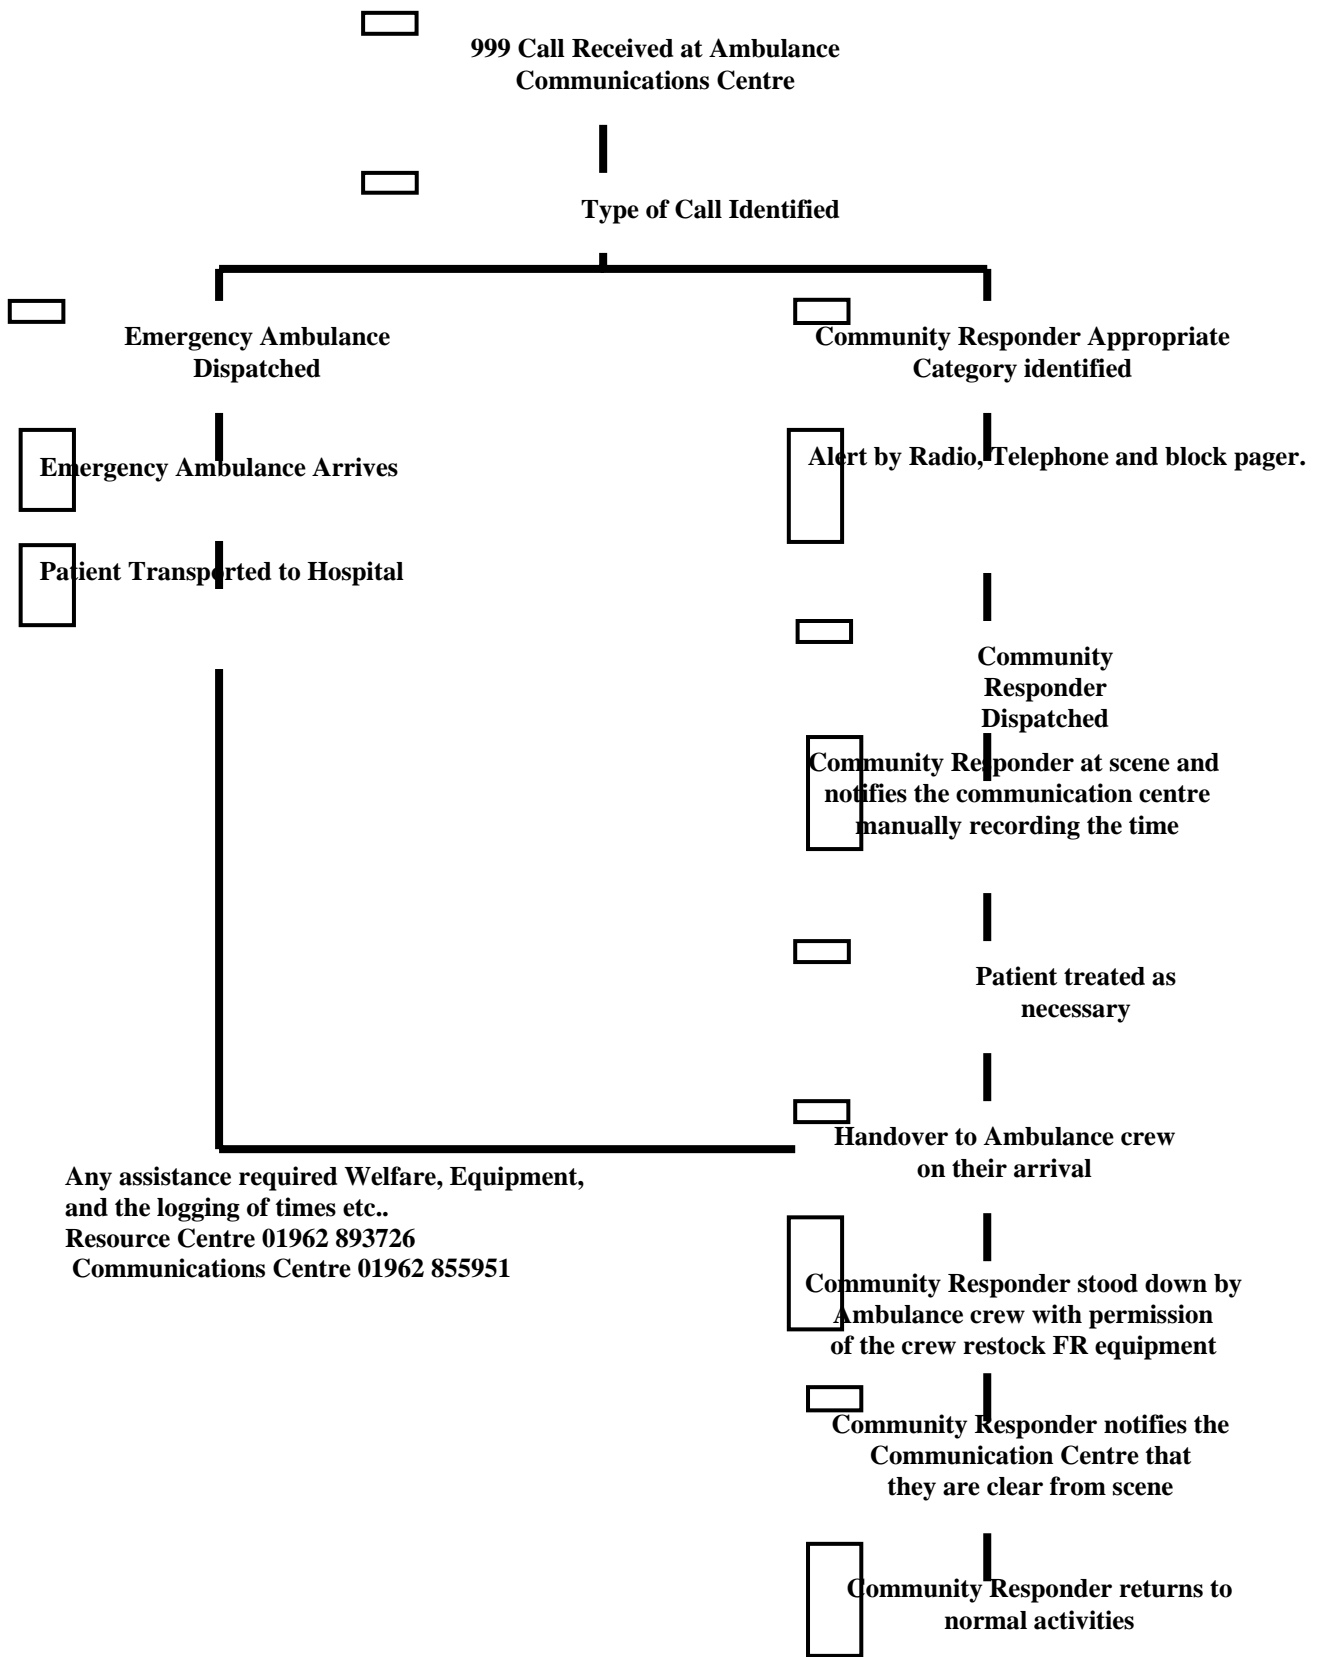 999 Call Received at Ambulance
Communications Centre
Type of Call Identified
Emergency Ambulance
Dispatched
Emergency Ambulance Arrives
Patient Transported to Hospital
Community Responder Appropriate
Category identified
Alert by Radio, Telephone and block pager.
Community
Responder
Dispatched
Community Responder at scene and
notifies the communication centre
manually recording the time
Patient treated as
necessary
Handover to Ambulance crew
on their arrival
Any assistance required Welfare, Equipment,
and the logging of times etc..
Resource Centre 01962 893726
Communications Centre 01962 855951
Community Responder stood down by
Ambulance crew with permission
of the crew restock FR equipment
Community Responder notifies the
Communication Centre that
they are clear from scene
Community Responder returns to
normal activities